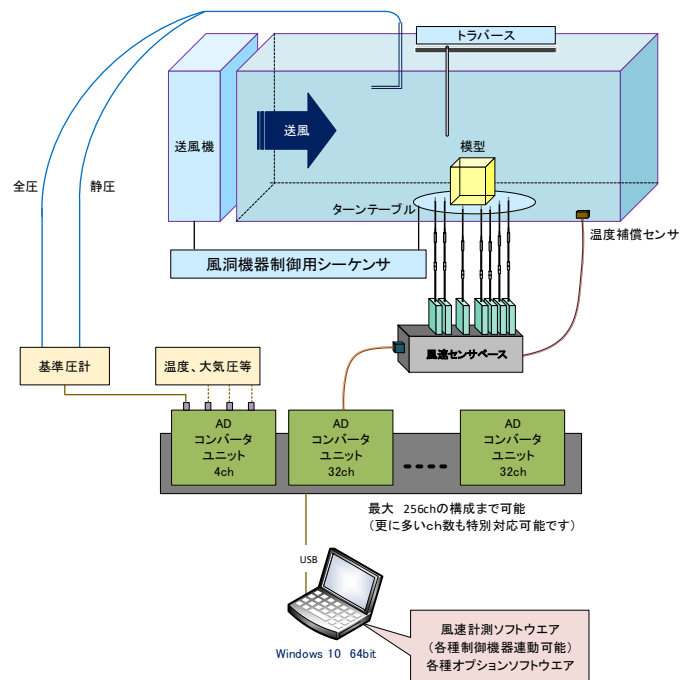 トラバース
送風機
送風
模型
全圧
静圧
ターンテーブル
温度補償センサ
風洞機器制御用シーケンサ
風速センサベース
基準圧計
温度、大気圧等
AD
コンバータ
ユニット
4ch
AD
コンバータ
ユニット
32ch
AD
コンバータ
ユニット
32ch
最大 256chの構成まで可能
（更に多いch数も特別対応可能です）
USB
Windows 10 64bit
風速計測ソフトウエア
（各種制御機器連動可能）
各種オプションソフトウエア